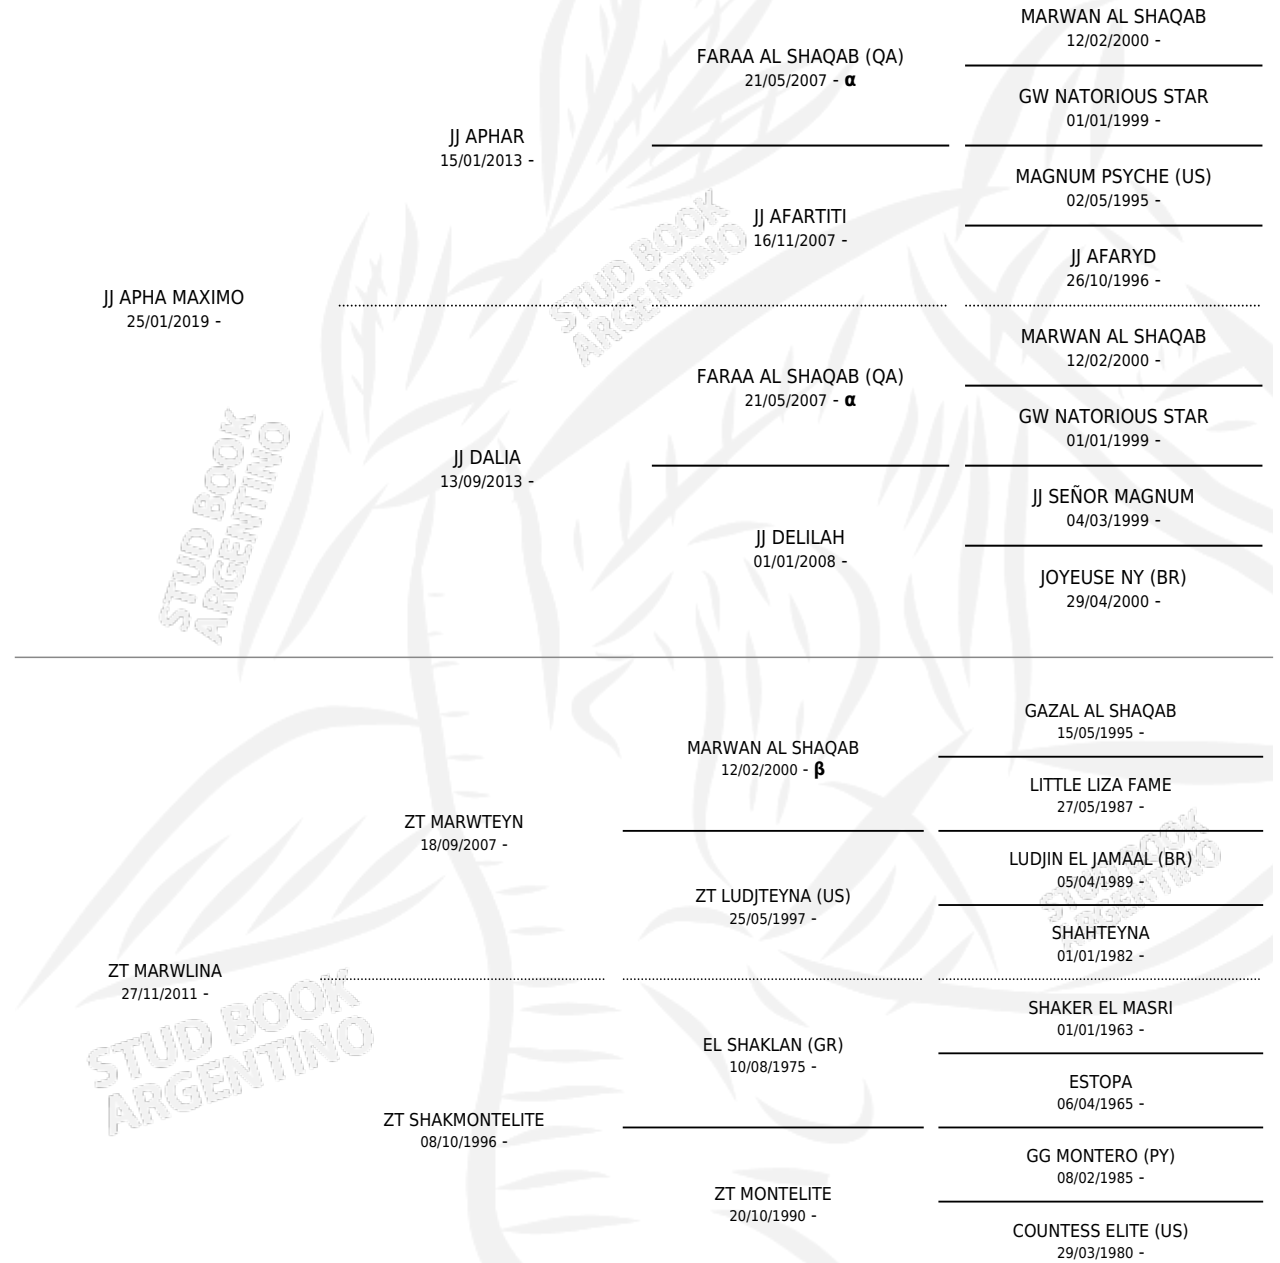 MARWAN AL SHAQAB
12/02/2000 -
FARAA AL SHAQAB (QA)
21/05/2007 - α
GW NATORIOUS STAR
01/01/1999 -
JJ APHAR
15/01/2013 -
MAGNUM PSYCHE (US)
02/05/1995 -
JJ AFARTITI
16/11/2007 -
JJ AFARYD
26/10/1996 -
JJ APHA MAXIMO
25/01/2019 -
MARWAN AL SHAQAB
12/02/2000 -
FARAA AL SHAQAB (QA)
21/05/2007 - α
GW NATORIOUS STAR
01/01/1999 -
JJ DALIA
13/09/2013 -
JJ SEÑOR MAGNUM
04/03/1999 -
JJ DELILAH
01/01/2008 -
JOYEUSE NY (BR)
29/04/2000 -
GAZAL AL SHAQAB
15/05/1995 -
MARWAN AL SHAQAB
12/02/2000 - β
LITTLE LIZA FAME
27/05/1987 -
ZT MARWTEYN
18/09/2007 -
LUDJIN EL JAMAAL (BR)
05/04/1989 -
ZT LUDJTEYNA (US)
25/05/1997 -
SHAHTEYNA
01/01/1982 -
ZT MARWLINA
27/11/2011 -
SHAKER EL MASRI
01/01/1963 -
EL SHAKLAN (GR)
10/08/1975 -
ESTOPA
06/04/1965 -
ZT SHAKMONTELITE
08/10/1996 -
GG MONTERO (PY)
08/02/1985 -
ZT MONTELITE
20/10/1990 -
COUNTESS ELITE (US)
29/03/1980 -
STUD BOOK
ARGENTINO
STUD BOOK
ARGENTINO
STUD BOOK
ARGENTINO
STUD BOOK
ARGENTINO